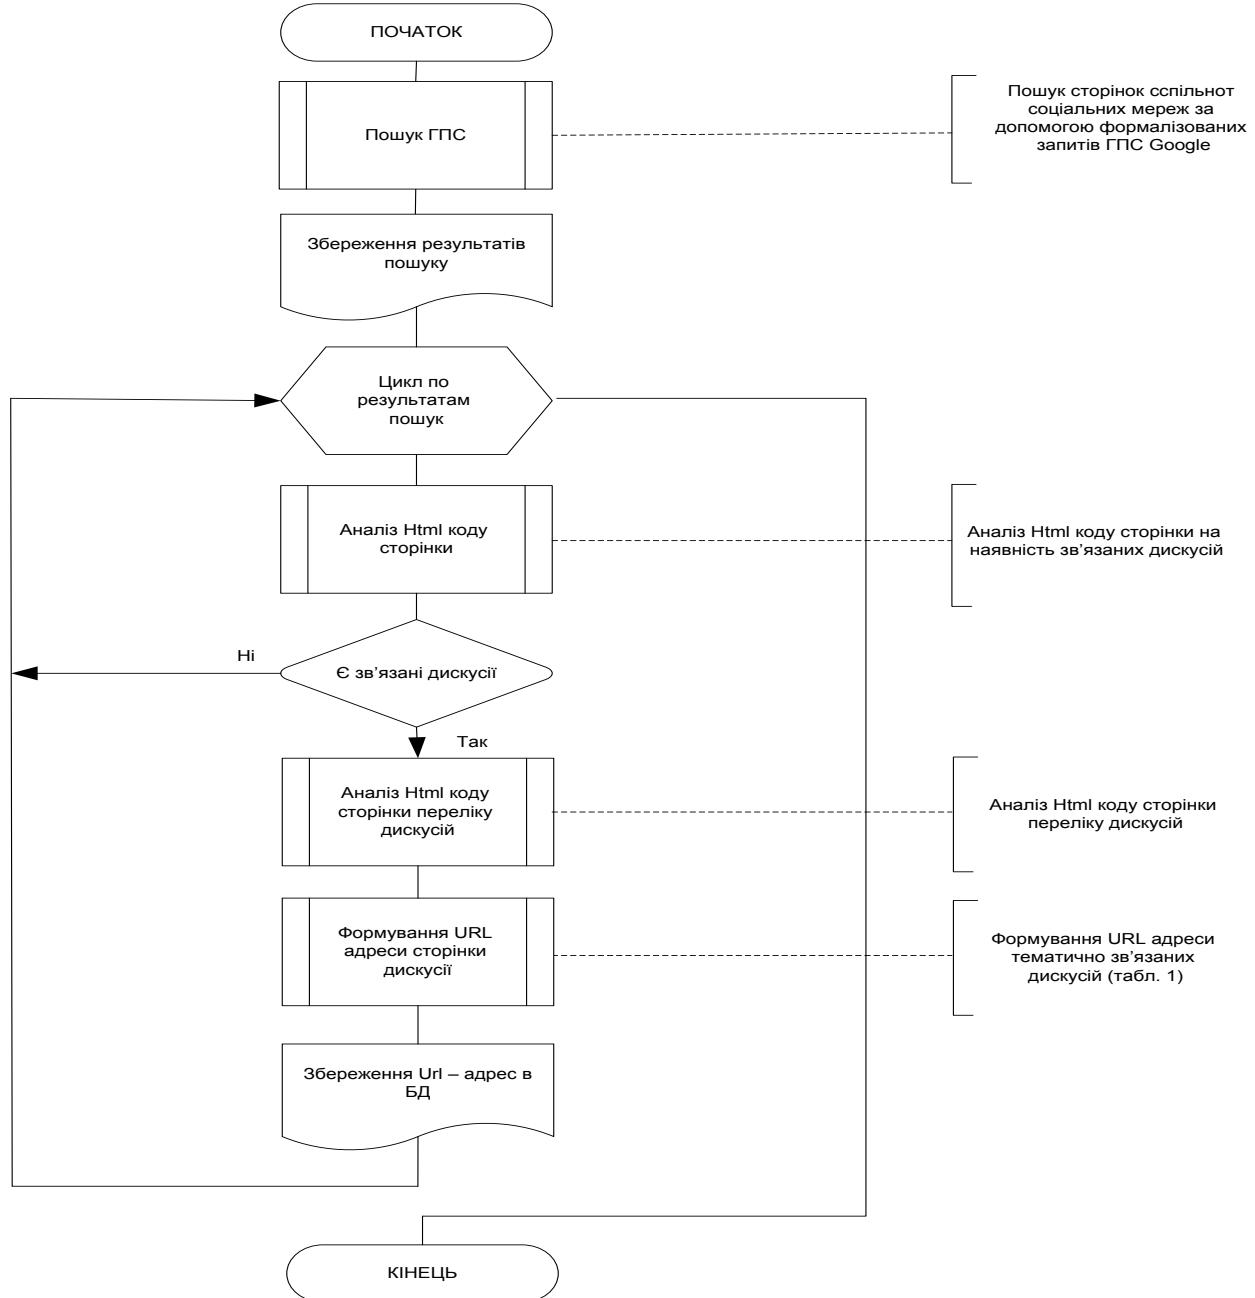 ПОЧАТОК
Пошук ГПС
Пошук сторінок сспільнот
соціальних мереж за
допомогою формалізованих
запитів ГПС Google
Збереження результатів
пошуку
Цикл по
результатам
пошук
Аналіз Html коду
сторінки
Аналіз Html коду сторінки на
наявність зв’язаних дискусій
Ні
Є зв’язані дискусії
Так
Аналіз Html коду
сторінки переліку
дискусій
Аналіз Html коду сторінки
переліку дискусій
Формування URL
адреси сторінки
дискусії
Формування URL адреси
тематично зв’язаних
дискусій (табл. 1)
Збереження Url – адрес в
БД
КІНЕЦЬ